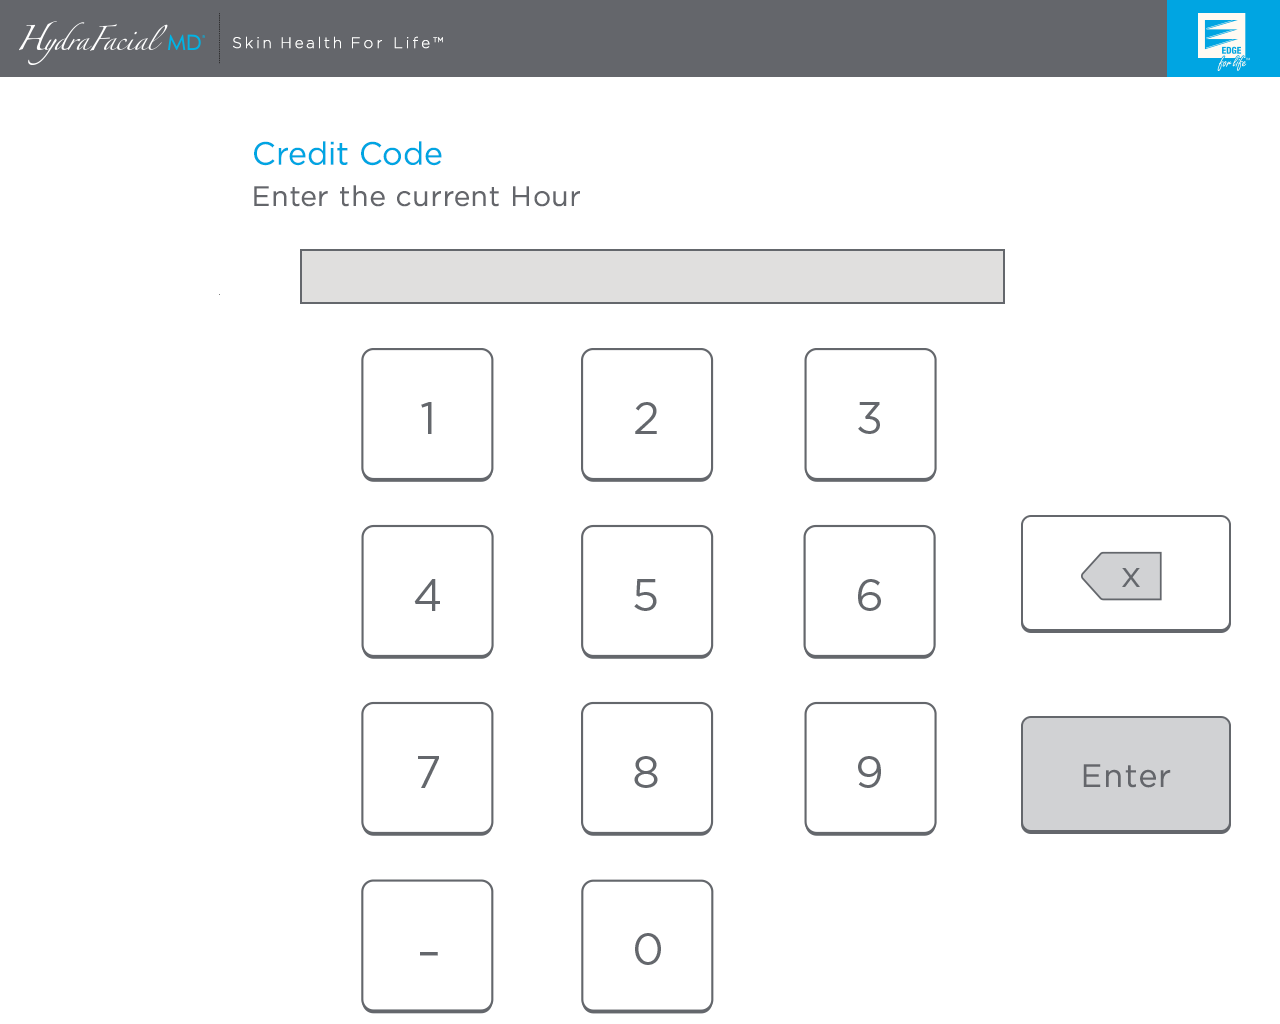 HydraFacial MD® Skin Health For Life™
EDGE
for life™
Credit Code
Enter the current Hour
1 2 3
4 5 6
X
7 8 9
Enter
– 0